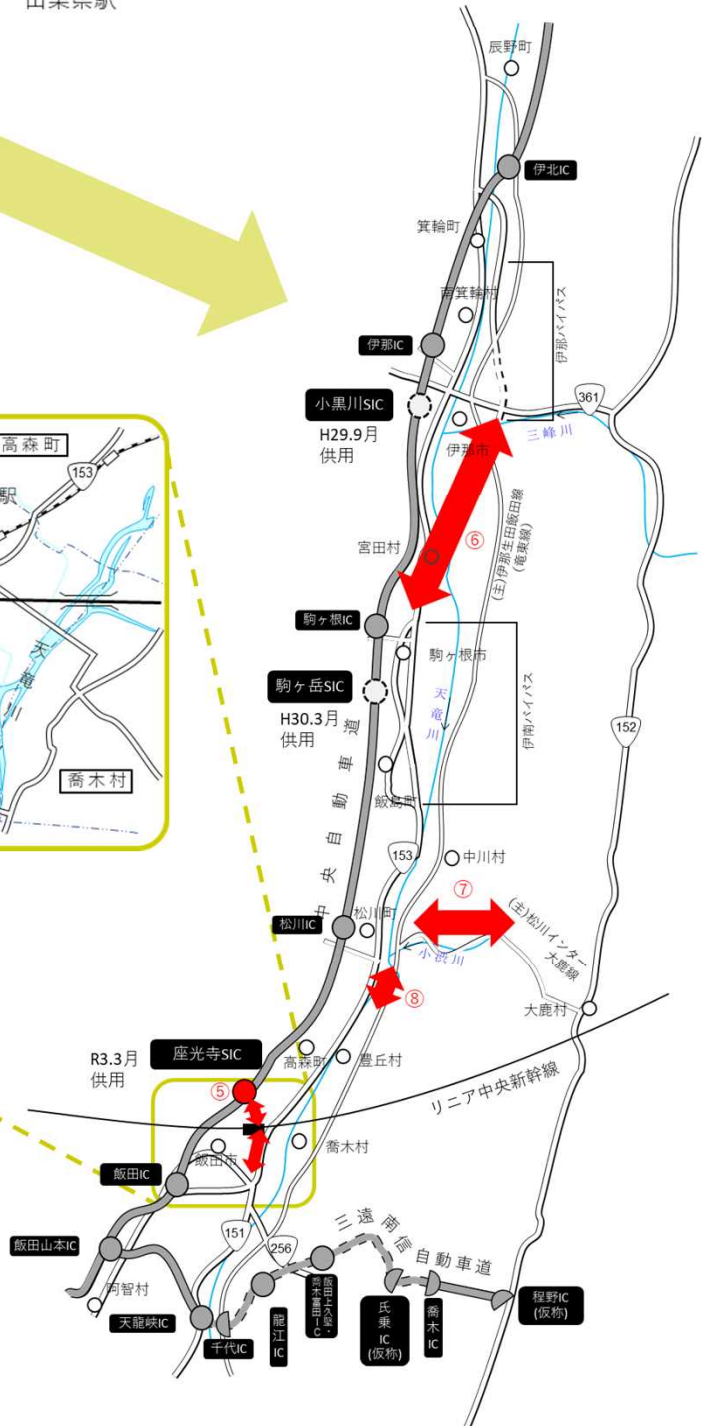 辰野町
伊北IC
箕輪町
南箕輪村
伊那バイパス
伊那IC
361
小黒川SIC
H29.9月
供用
伊那市
三峰川
高森町
153
駅
天竜川
喬木村
⑥
(主)伊那生田飯田線
(竜東線)
宮田村
駒ヶ根IC
駒ヶ根市
駒ヶ岳SIC
H30.3月
供用
天竜川
伊南バイパス
152
飯島町
中央自動車道
153
中川村
⑦
松川IC
松川町
(主)松川インター
大鹿線
小渋川
⑧
大鹿村
R3.3月
供用
座光寺SIC
高森町
豊丘村
⑤
リニア中央新幹線
飯田市
喬木村
飯田IC
151
256
三遠南信自動車道
飯田山本IC
阿智村
天龍峡IC
千代IC
龍江IC
飯田上久堅・
喬木富田IC
氏乗IC
(仮称)
喬木IC
程野IC
(仮称)